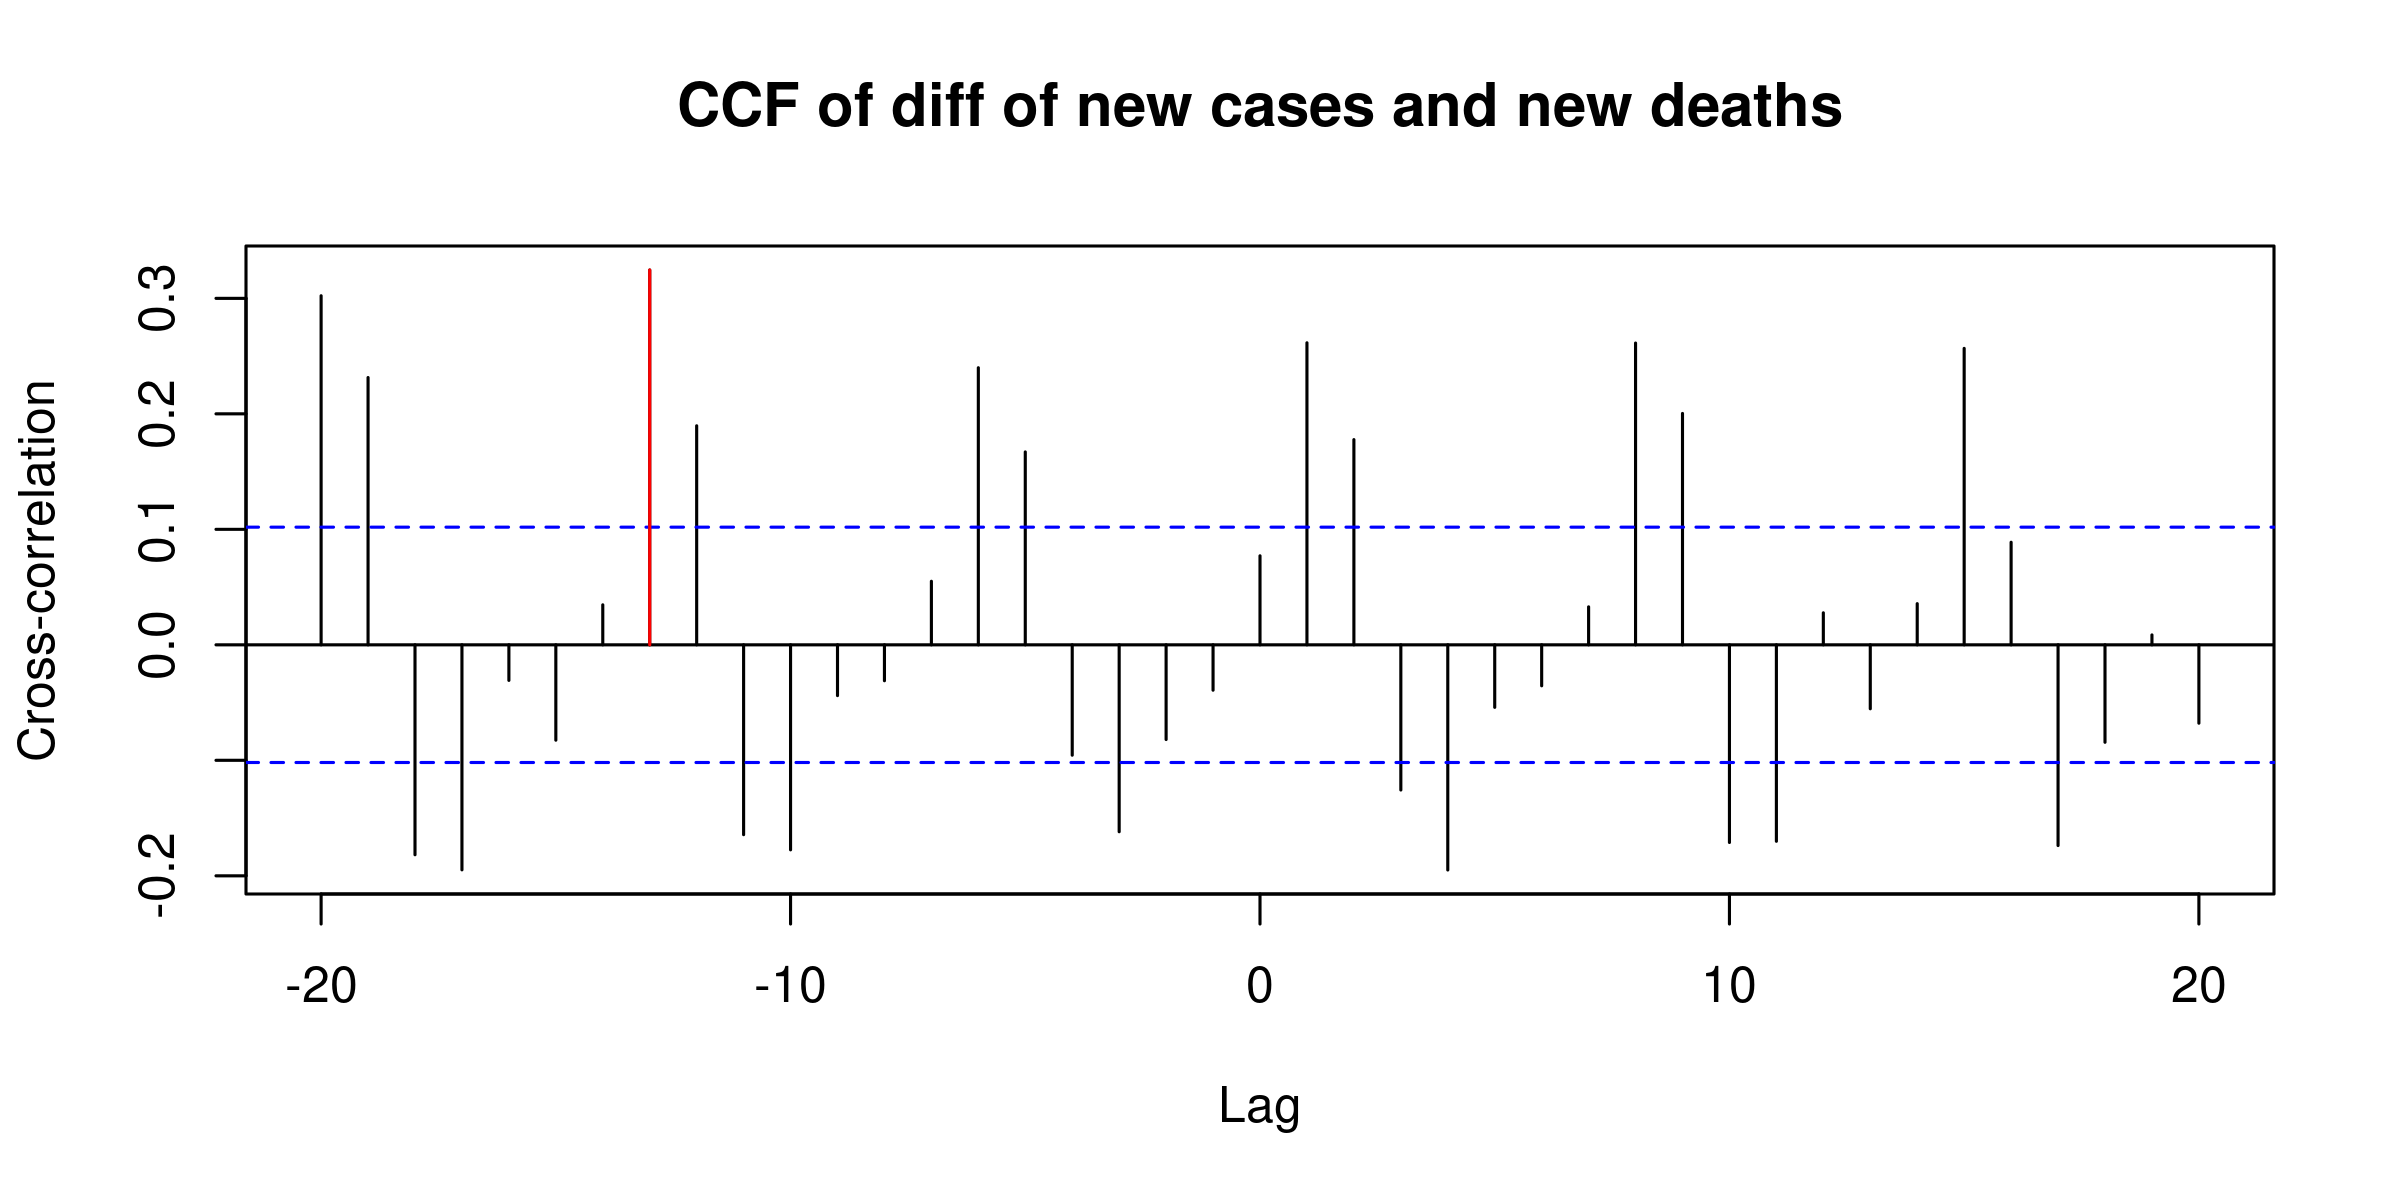 CCF of diff of new cases and new deaths
Cross-correlation
0.3
0.2
0.1
0.0
-0.2
-20 -10 0 10 20
Lag